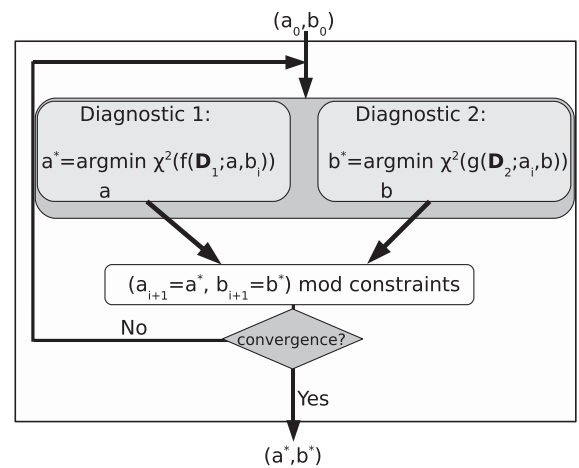 (a₀,b₀)
Diagnostic 1:
a*=argmin χ²(f(D₁;a,bᵢ))
a
Diagnostic 2:
b*=argmin χ²(g(D₂;aᵢ,b))
b
(aᵢ₊₁=a*, bᵢ₊₁=b*) mod constraints
No
convergence?
Yes
(a*,b*)